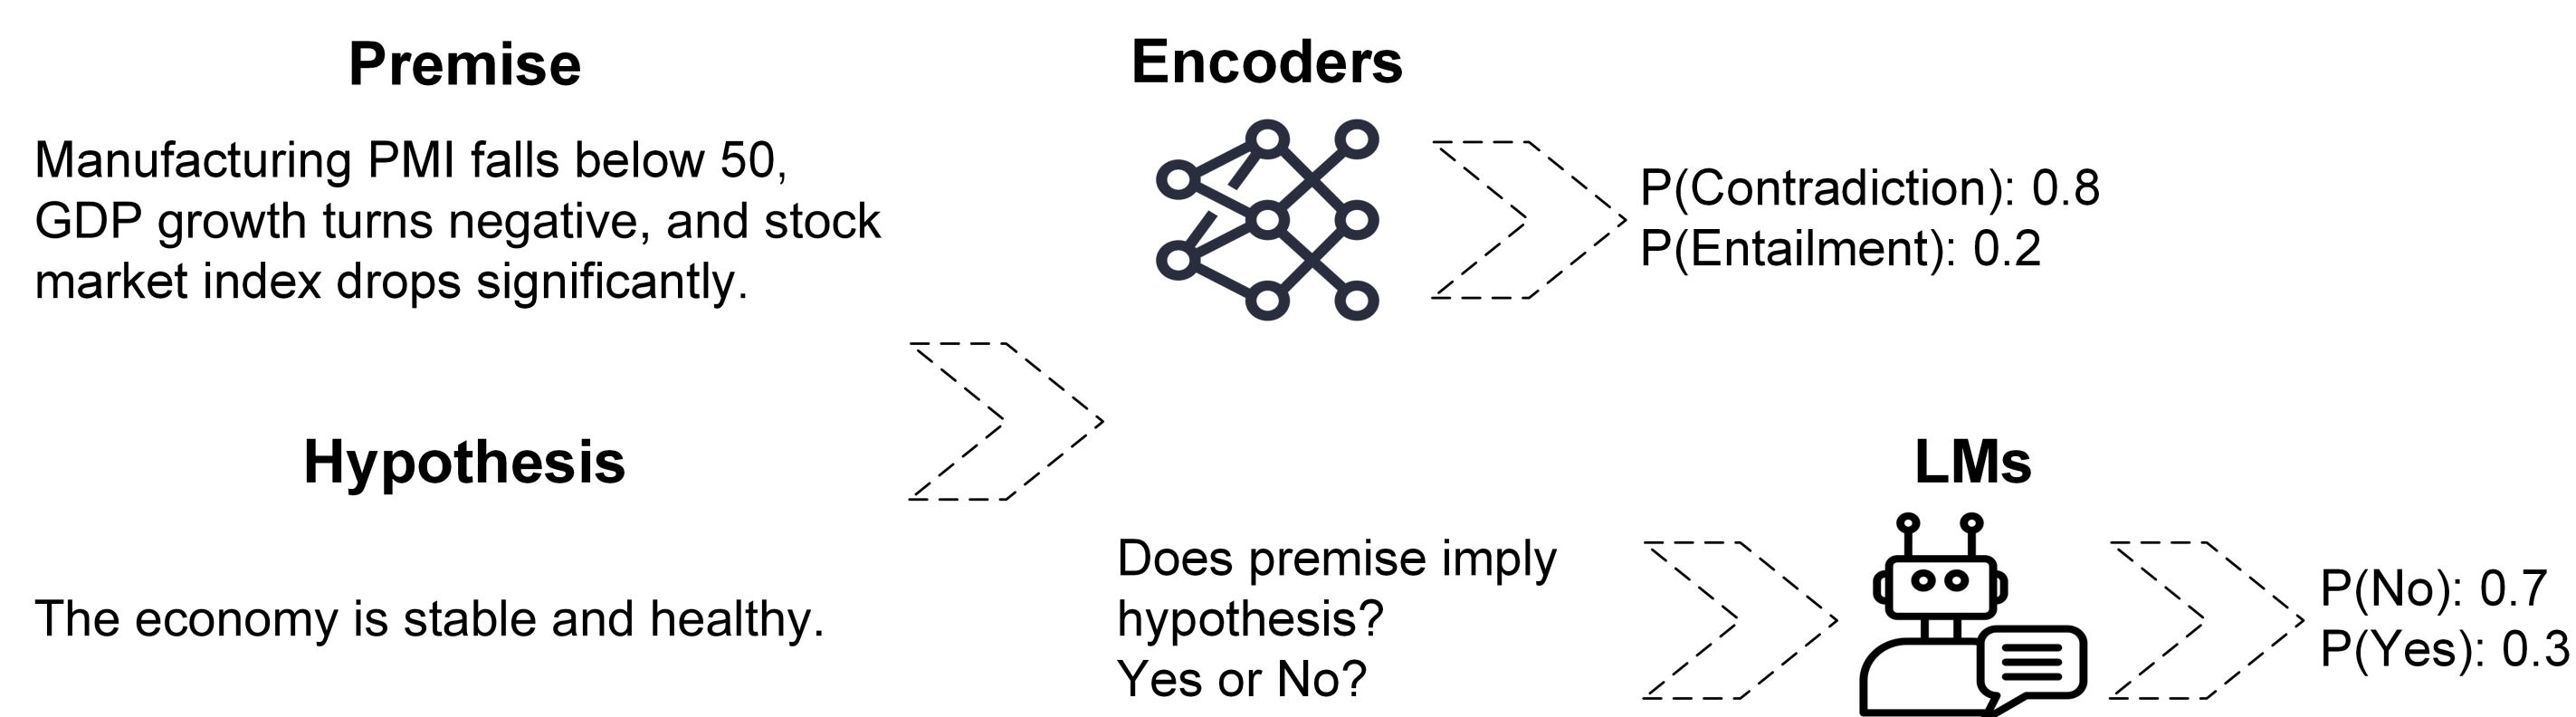 Premise
Manufacturing PMI falls below 50,
GDP growth turns negative, and stock
market index drops significantly.
Hypothesis
The economy is stable and healthy.
Encoders
P(Contradiction): 0.8
P(Entailment): 0.2
Does premise imply
hypothesis?
Yes or No?
LMs
P(No): 0.7
P(Yes): 0.3